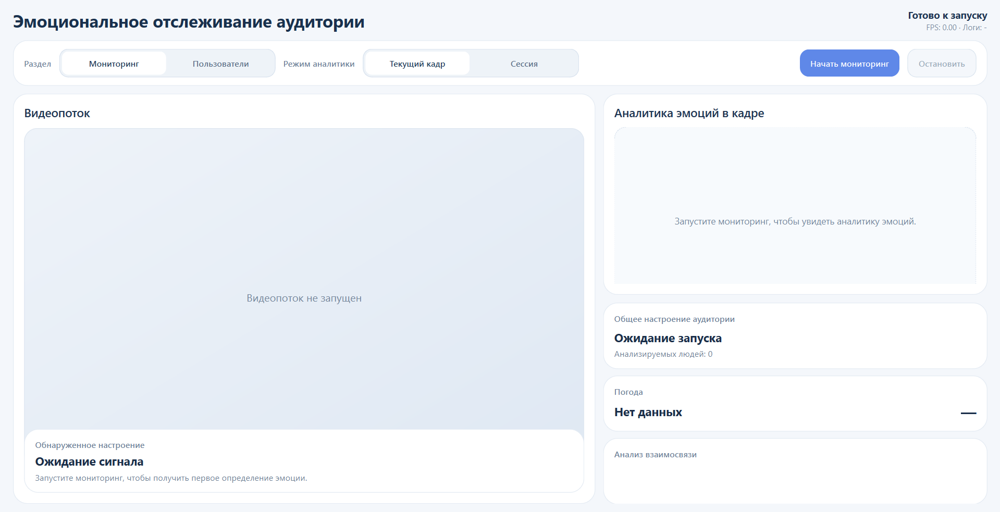 Эмоциональное отслеживание аудитории
Готово к запуску
FPS: 0.00 · Логи: -
Раздел
Мониторинг
Пользователи
Режим аналитики
Текущий кадр
Сессия
Начать мониторинг
Остановить
Видеопоток
Видеопоток не запущен
Обнаруженное настроение
Ожидание сигнала
Запустите мониторинг, чтобы получить первое определение эмоции.
Аналитика эмоций в кадре
Запустите мониторинг, чтобы увидеть аналитику эмоций.
Общее настроение аудитории
Ожидание запуска
Анализируемых людей: 0
Погода
Нет данных
—
Анализ взаимосвязи